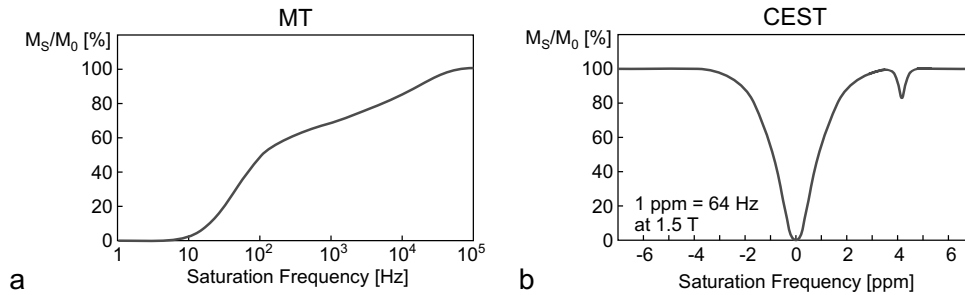 MT
M_S/M_0 [%]
100
80
60
40
20
0
1 10 10^2 10^3 10^4 10^5
Saturation Frequency [Hz]
a
CEST
M_S/M_0 [%]
100
80
60
40
20
0
1 ppm = 64 Hz
at 1.5 T
-6 -4 -2 0 2 4 6
Saturation Frequency [ppm]
b